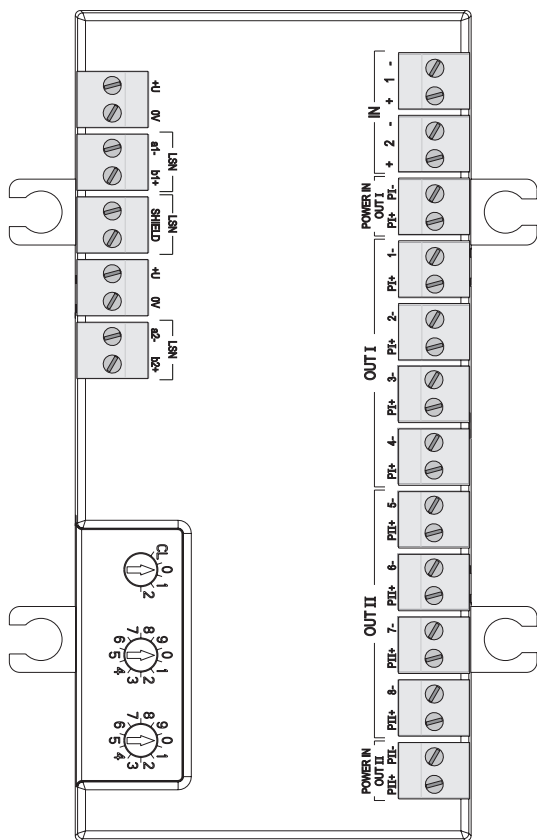 +U 0V
a1- b1+
LSN
SHIELD
LSN
+U 0V
a2- b2+
LSN
CL 0 1 2
0 1 2 3 4 5 6 7 8 9
0 1 2 3 4 5 6 7 8 9
+ 1 -
+ 2 -
IN
PI+ PI-
POWER IN
OUT I
PI+ 1-
PI+ 2-
PI+ 3-
PI+ 4-
OUT I
PII+ 5-
PII+ 6-
PII+ 7-
PII+ 8-
OUT II
PII+ PII-
POWER IN
OUT II